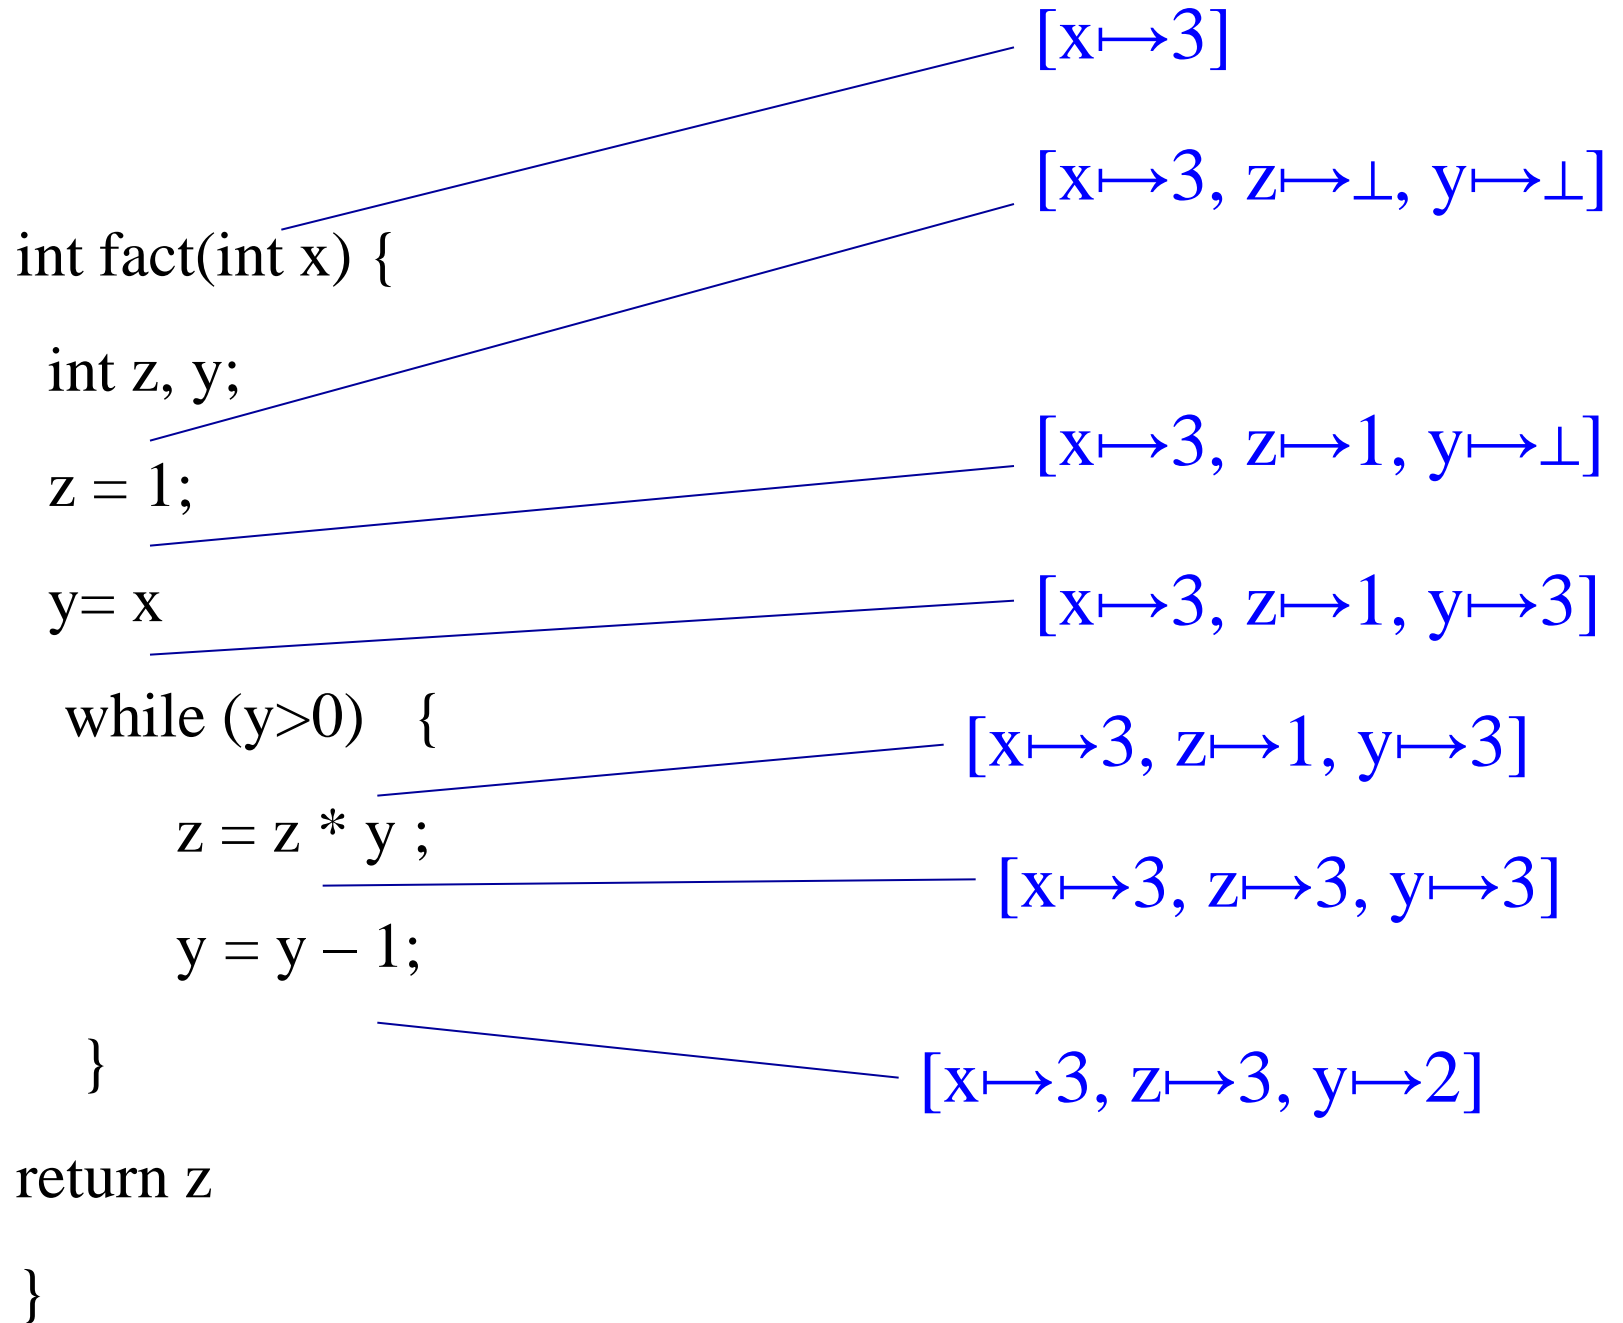 [x↦3]
[x↦3, z↦⊥, y↦⊥]
int fact(int x) {
int z, y;
z = 1;
[x↦3, z↦1, y↦⊥]
y= x
[x↦3, z↦1, y↦3]
while (y>0) {
[x↦3, z↦1, y↦3]
z = z * y ;
[x↦3, z↦3, y↦3]
y = y – 1;
}
[x↦3, z↦3, y↦2]
return z
}